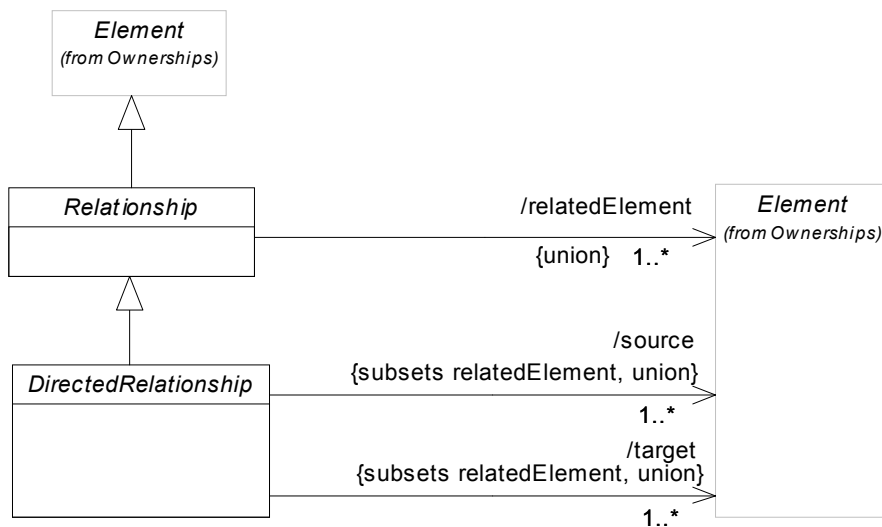 Element
(from Ownerships)
Relationship
/relatedElement
{union} 1..*
Element
(from Ownerships)
DirectedRelationship
/source
{subsets relatedElement, union}
1..*
/target
{subsets relatedElement, union}
1..*